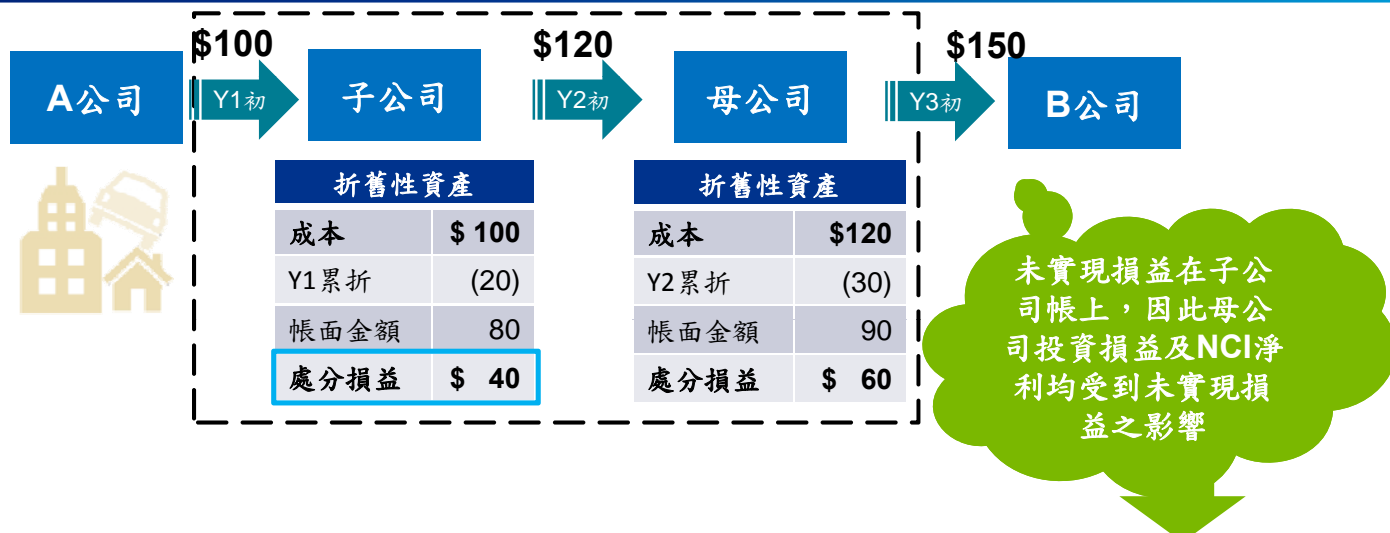 $100
$120
$150
A公司
Y1初
子公司
Y2初
母公司
Y3初
B公司
折舊性資產
成本 $ 100
Y1累折 (20)
帳面金額 80
處分損益 $ 40
折舊性資產
成本 $120
Y2累折 (30)
帳面金額 90
處分損益 $ 60
未實現損益在子公
司帳上，因此母公
司投資損益及NCI淨
利均受到未實現損
益之影響